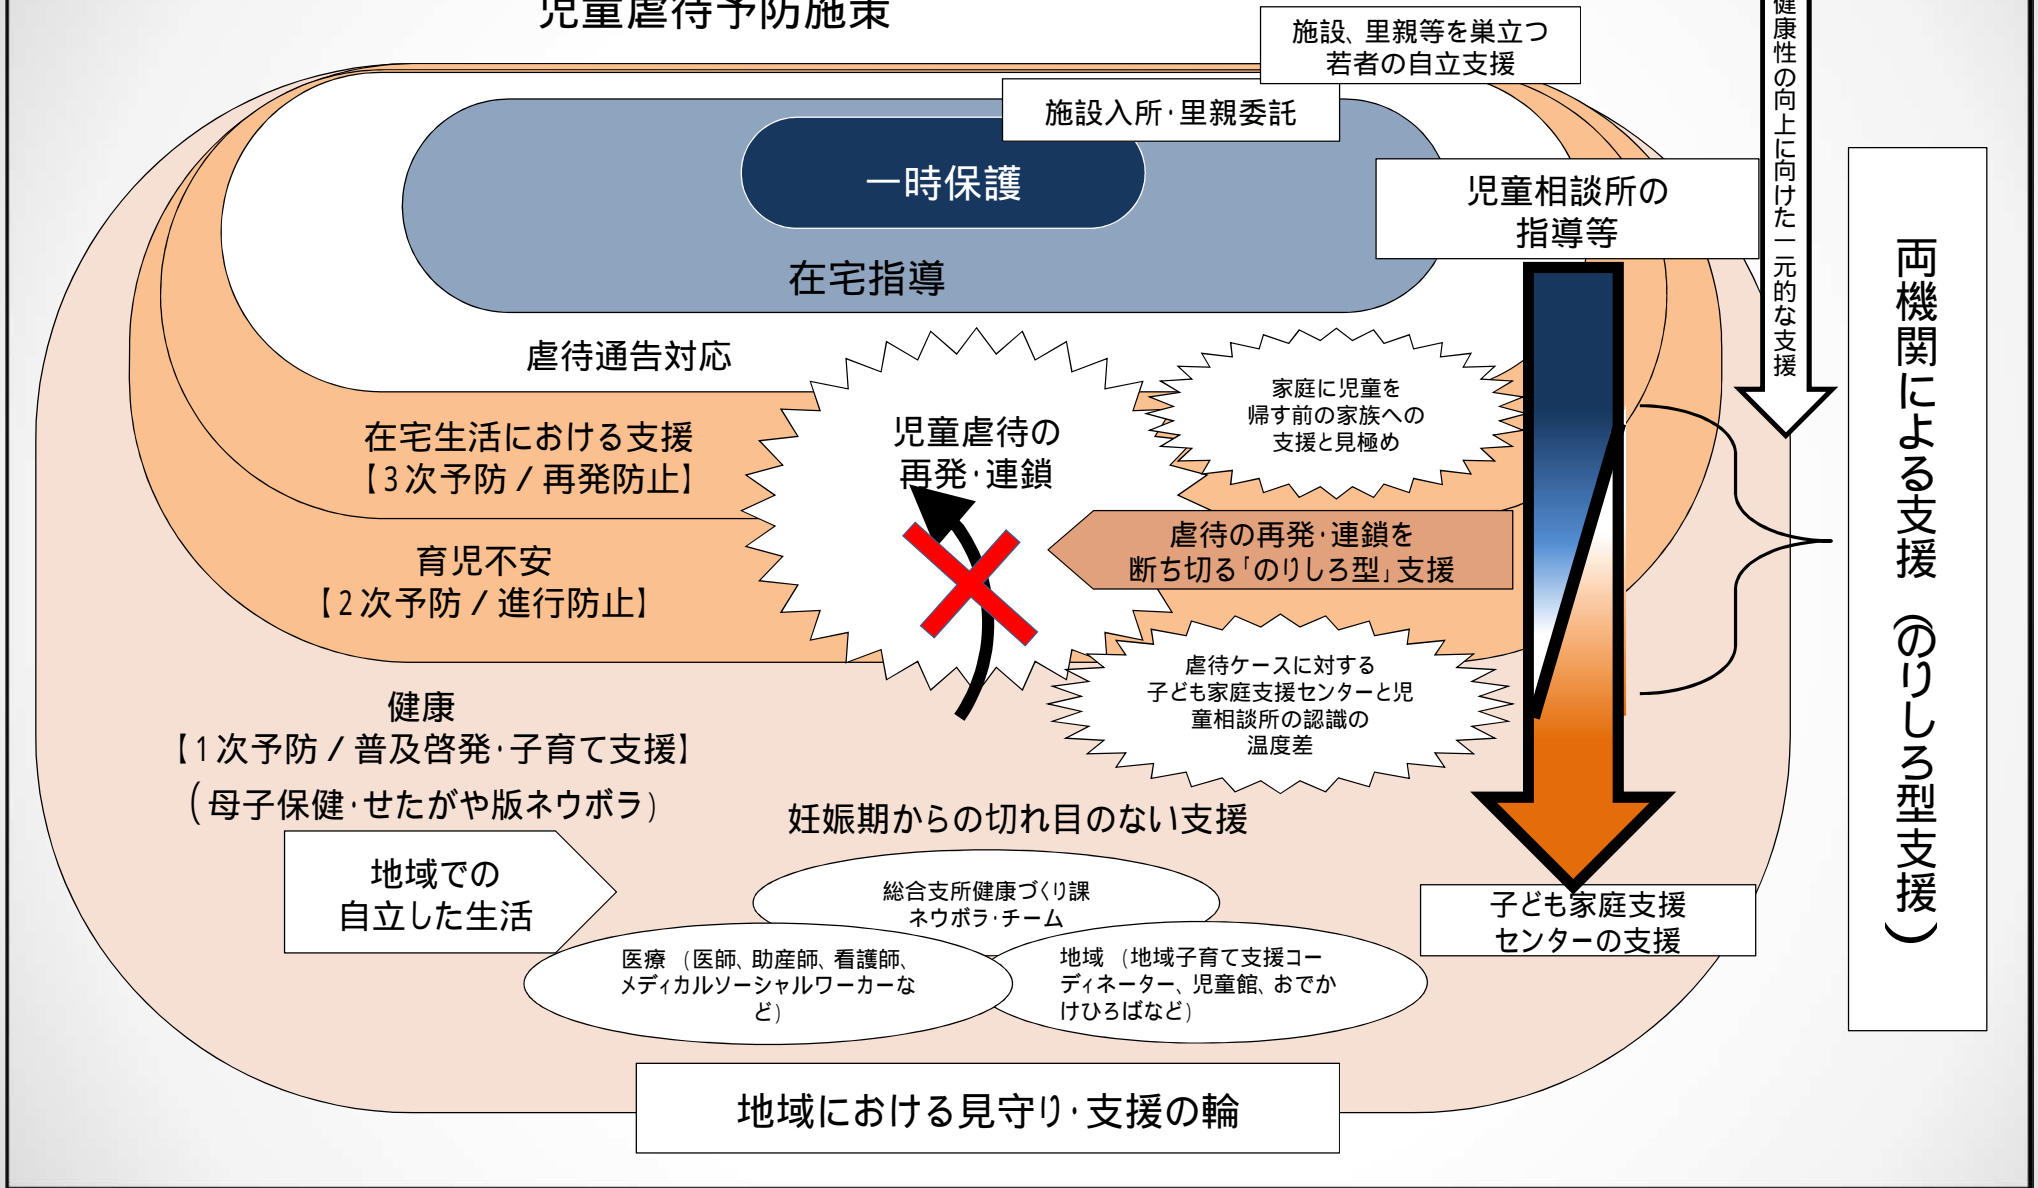 児童虐待予防施策
施設、里親等を巣立つ
若者の自立支援
施設入所・里親委託
一時保護
児童相談所の
指導等
健康性の向上に向けた一元的な支援
在宅指導
虐待通告対応
家庭に児童を
帰す前の家族への
支援と見極め
児童虐待の
再発・連鎖
在宅生活における支援
【3次予防/再発防止】
虐待の再発・連鎖を
断ち切る「のりしろ型」支援
育児不安
【2次予防/進行防止】
両機関による支援（のりしろ型支援）
虐待ケースに対する
子ども家庭支援センターと児
童相談所の認識の
温度差
健康
【1次予防/普及啓発・子育て支援】
（母子保健・せたがや版ネウボラ）
妊娠期からの切れ目のない支援
地域での
自立した生活
総合支所健康づくり課
ネウボラ・チーム
医療（医師、助産師、看護師、
メディカルソーシャルワーカーな
ど）
地域（地域子育て支援コー
ディネーター、児童館、おでか
けひろばなど）
子ども家庭支援
センターの支援
地域における見守り・支援の輪